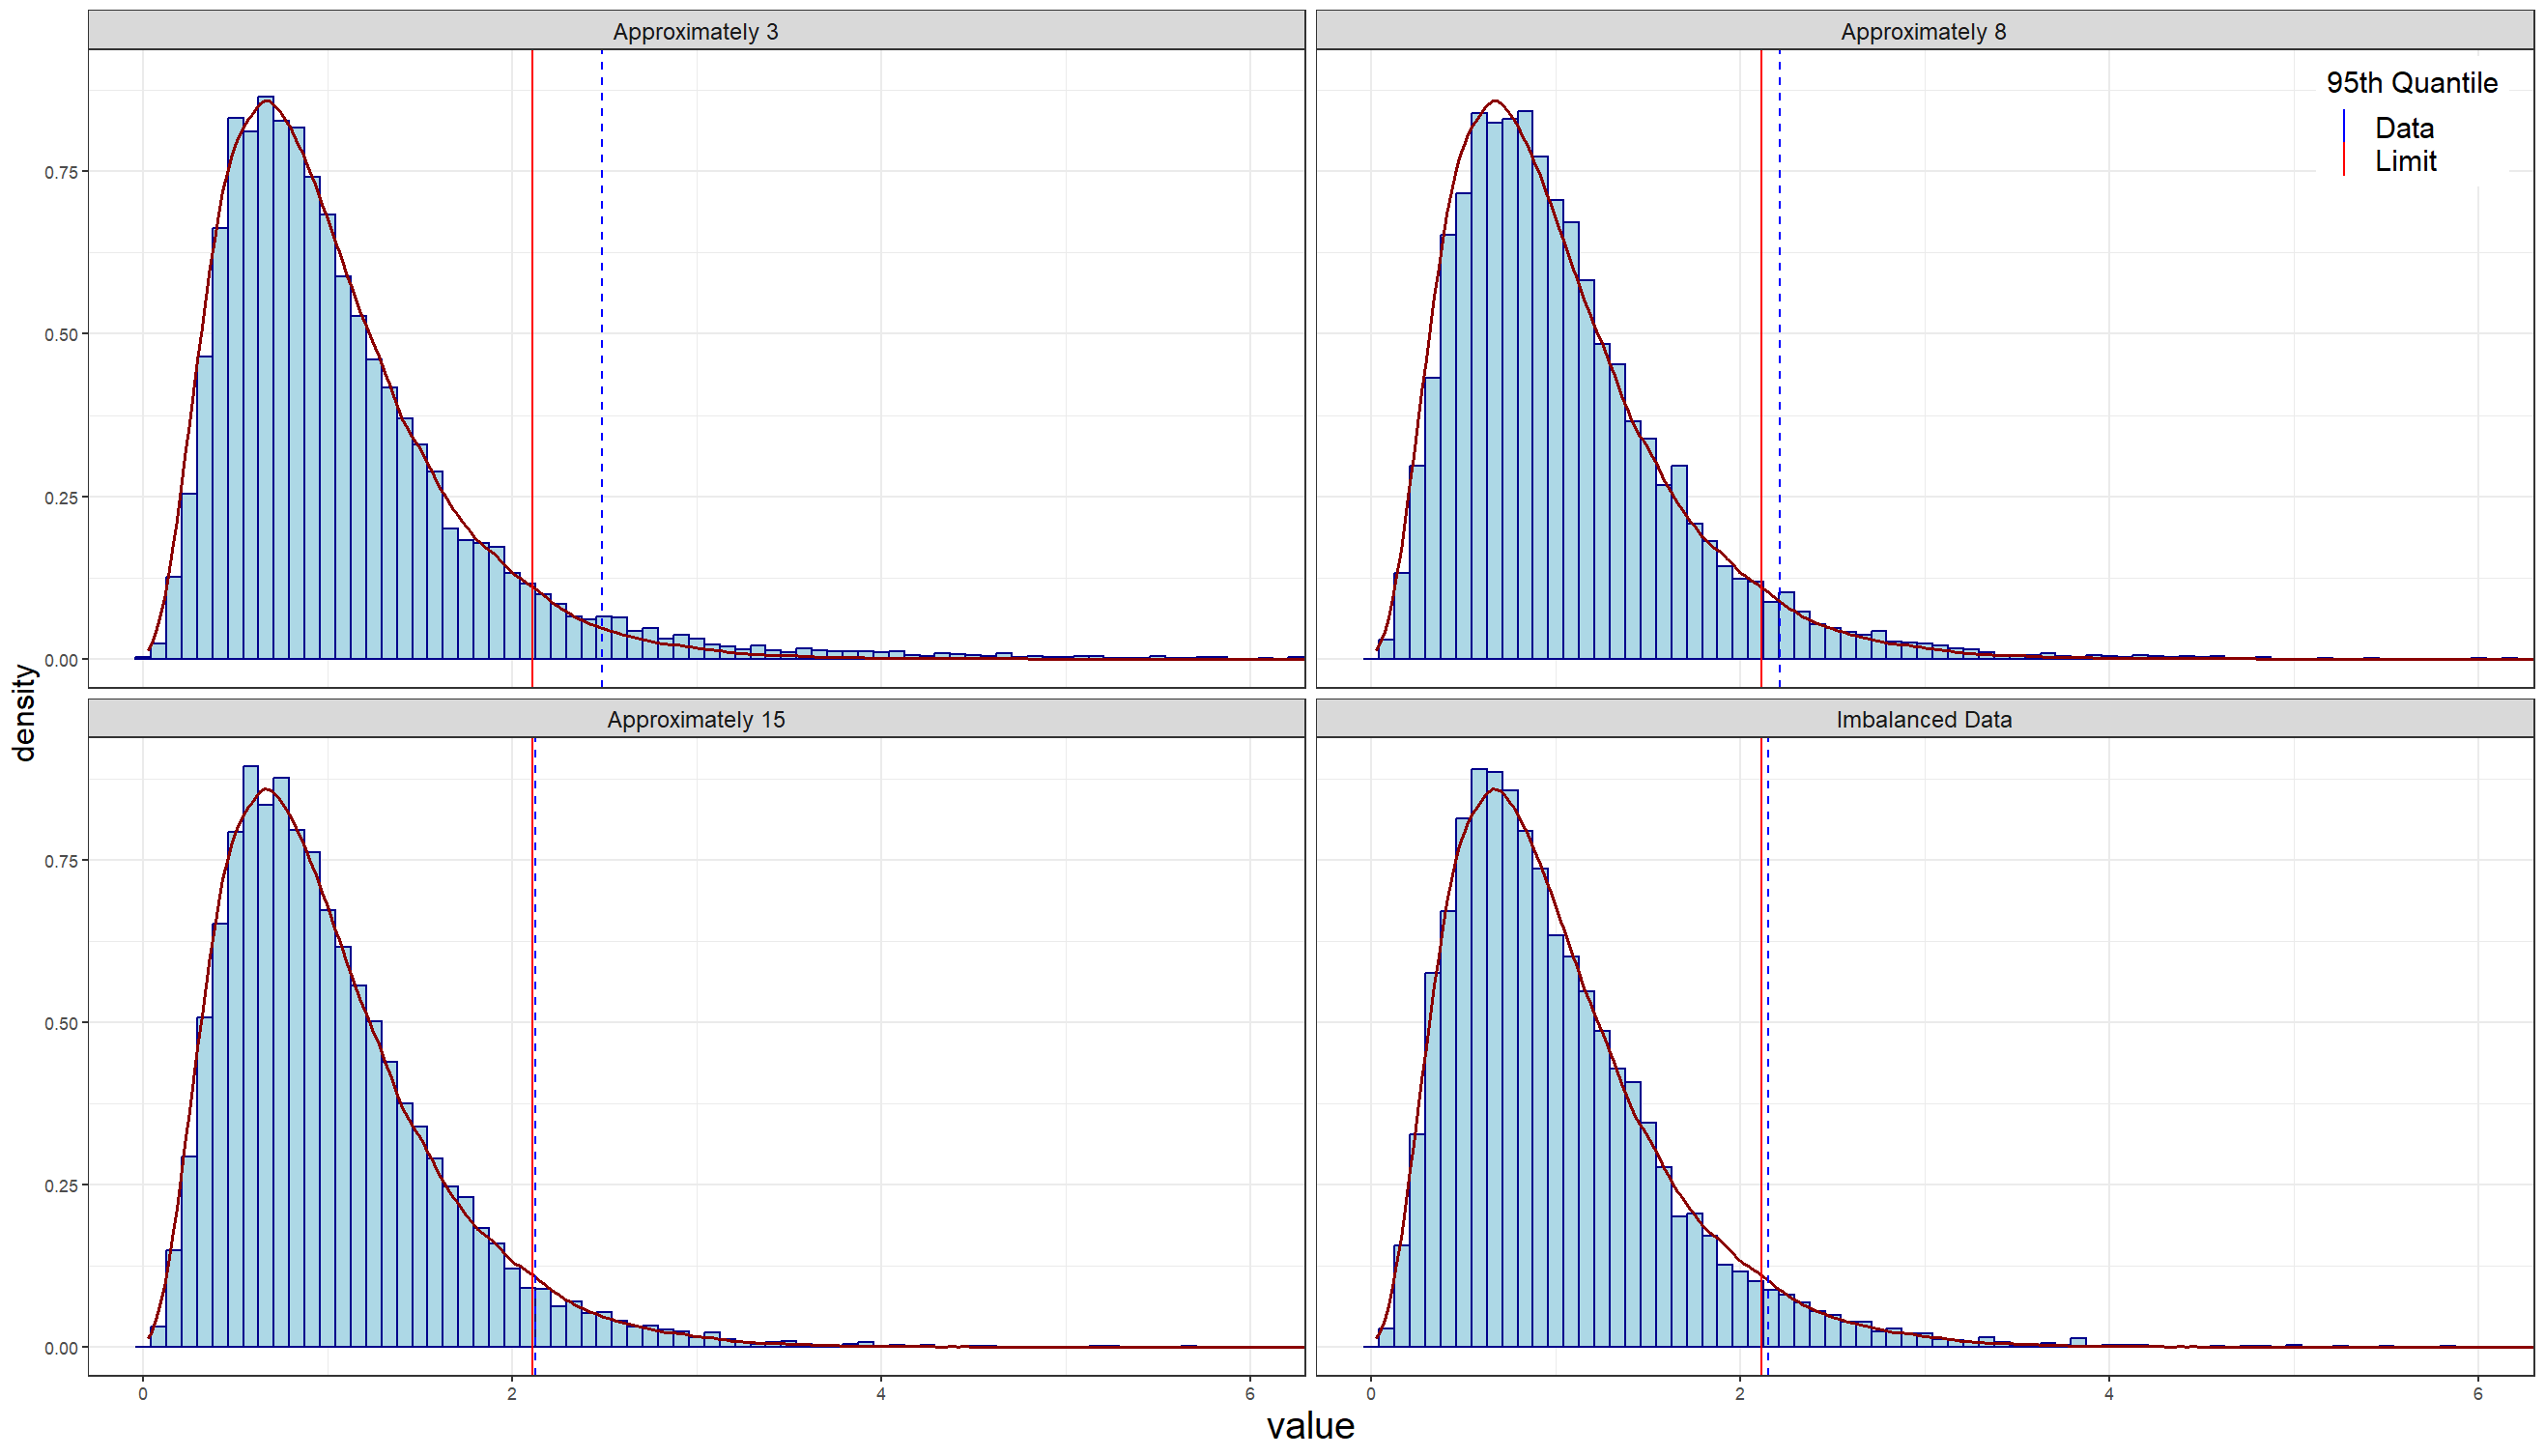 Approximately 3
Approximately 8
95th Quantile
Data
Limit
0.75
0.50
0.25
0.00
density
Approximately 15
Imbalanced Data
0.75
0.50
0.25
0.00
0
2
4
6
0
2
4
6
value